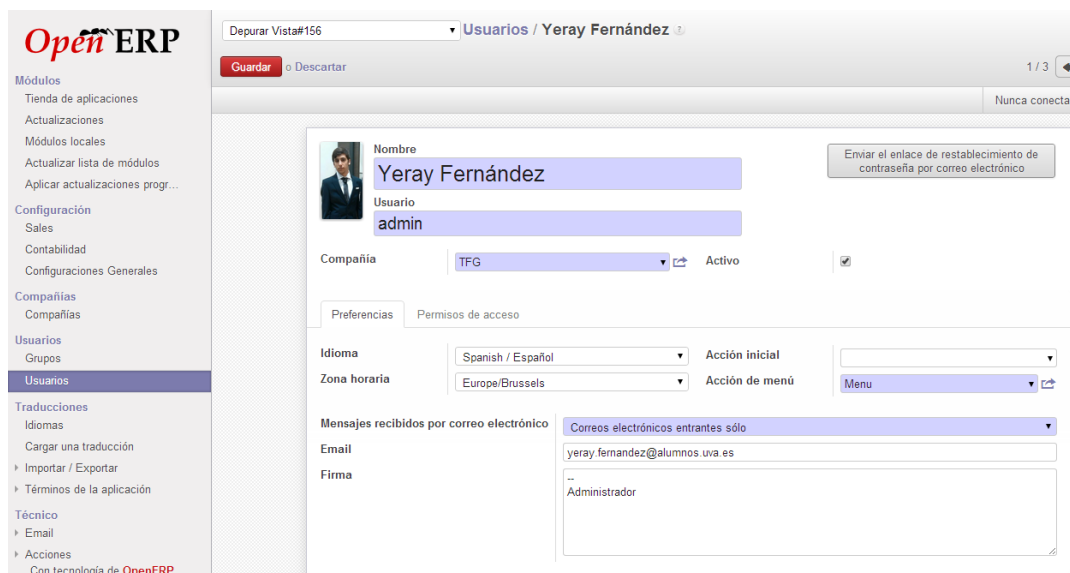 Open ERP
Módulos
Tienda de aplicaciones
Actualizaciones
Módulos locales
Actualizar lista de módulos
Aplicar actualizaciones progr...
Configuración
Sales
Contabilidad
Configuraciones Generales
Compañías
Compañías
Usuarios
Grupos
Usuarios
Traducciones
Idiomas
Cargar una traducción
Importar / Exportar
Términos de la aplicación
Técnico
Email
Acciones
Con tecnología de OpenERP
Depurar Vista#156
Usuarios / Yeray Fernández ?
Guardar o Descartar
1 / 3
Nunca conecta
Nombre
Yeray Fernández
Enviar el enlace de restablecimiento de
contraseña por correo electrónico
Usuario
admin
Compañía TFG Activo
Preferencias Permisos de acceso
Idioma Spanish / Español Acción inicial
Zona horaria Europe/Brussels Acción de menú Menu
Mensajes recibidos por correo electrónico Correos electrónicos entrantes sólo
Email yeray.fernandez@alumnos.uva.es
Firma --
Administrador